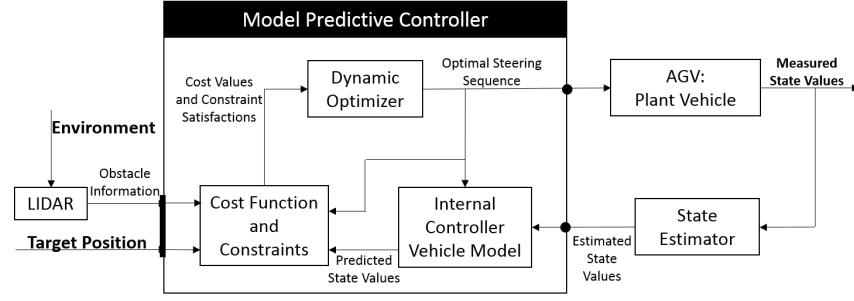 Model Predictive Controller
Cost Values
and Constraint
Satisfactions
Dynamic
Optimizer
Optimal Steering
Sequence
AGV:
Plant Vehicle
Measured
State Values
Environment
Obstacle
Information
LIDAR
Target Position
Cost Function
and
Constraints
Predicted
State Values
Internal
Controller
Vehicle Model
Estimated
State
Values
State
Estimator